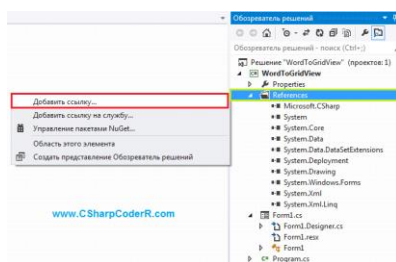 Добавить ссылку...
Добавить ссылку на службу...
Управление пакетами NuGet...
Область этого элемента
Создать представление Обозреватель решений
www.CSharpCoderR.com
Обозреватель решений
Обозреватель решений - поиск (Ctrl+;)
Решение "WordToGridView" (проектов: 1)
WordToGridView
Properties
References
Microsoft.CSharp
System
System.Core
System.Data
System.Data.DataSetExtensions
System.Deployment
System.Drawing
System.Windows.Forms
System.Xml
System.Xml.Linq
Form1.cs
Form1.Designer.cs
Form1.resx
Form1
Program.cs